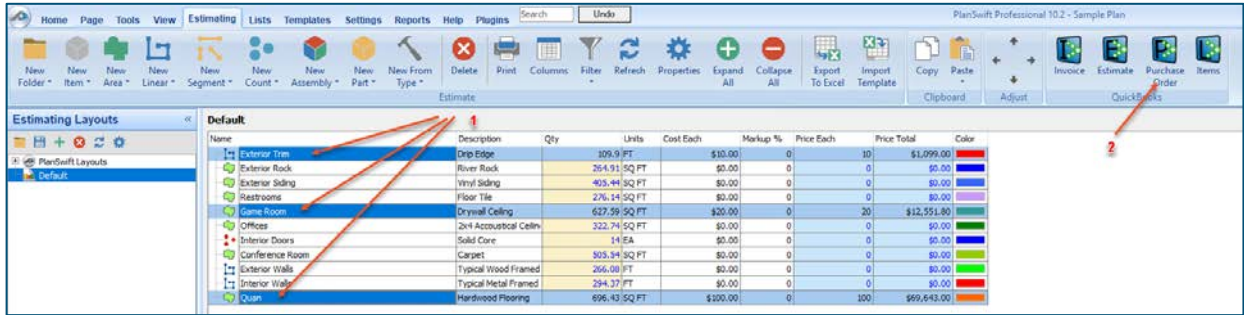 Home Page Tools View Estimating Lists Templates Settings Reports Help Plugins Search Undo PlanSwift Professional 10.2 - Sample Plan
New Folder New Item New Area New Linear New Segment New Count New Assembly New Part New From Type Delete Print Columns Filter Refresh Properties Expand All Collapse All Export To Excel Import Template Copy Paste Invoice Estimate Purchase Order Items
Estimate Clipboard Adjust QuickBooks
Estimating Layouts « Default 1 2
Name Description Qty Units Cost Each Markup % Price Each Price Total Color
PlanSwift Layouts
Default
Exterior Trim Drip Edge 109.9 FT $10.00 0 10 $1,099.00
Exterior Rock River Rock 264.91 SQ FT $0.00 0 0 $0.00
Exterior Siding Vinyl Siding 405.44 SQ FT $0.00 0 0 $0.00
Restrooms Floor Tile 276.14 SQ FT $0.00 0 0 $0.00
Game Room Drywall Ceiling 627.59 SQ FT $20.00 0 20 $12,551.80
Offices 2x4 Accoustical Ceilin 322.74 SQ FT $0.00 0 0 $0.00
Interior Doors Solid Core 14 EA $0.00 0 0 $0.00
Conference Room Carpet 505.54 SQ FT $0.00 0 0 $0.00
Exterior Walls Typical Wood Framed 266.08 FT $0.00 0 0 $0.00
Interior Walls Typical Metal Framed 294.37 FT $0.00 0 0 $0.00
Quan Hardwood Flooring 696.43 SQ FT $100.00 0 100 $69,643.00